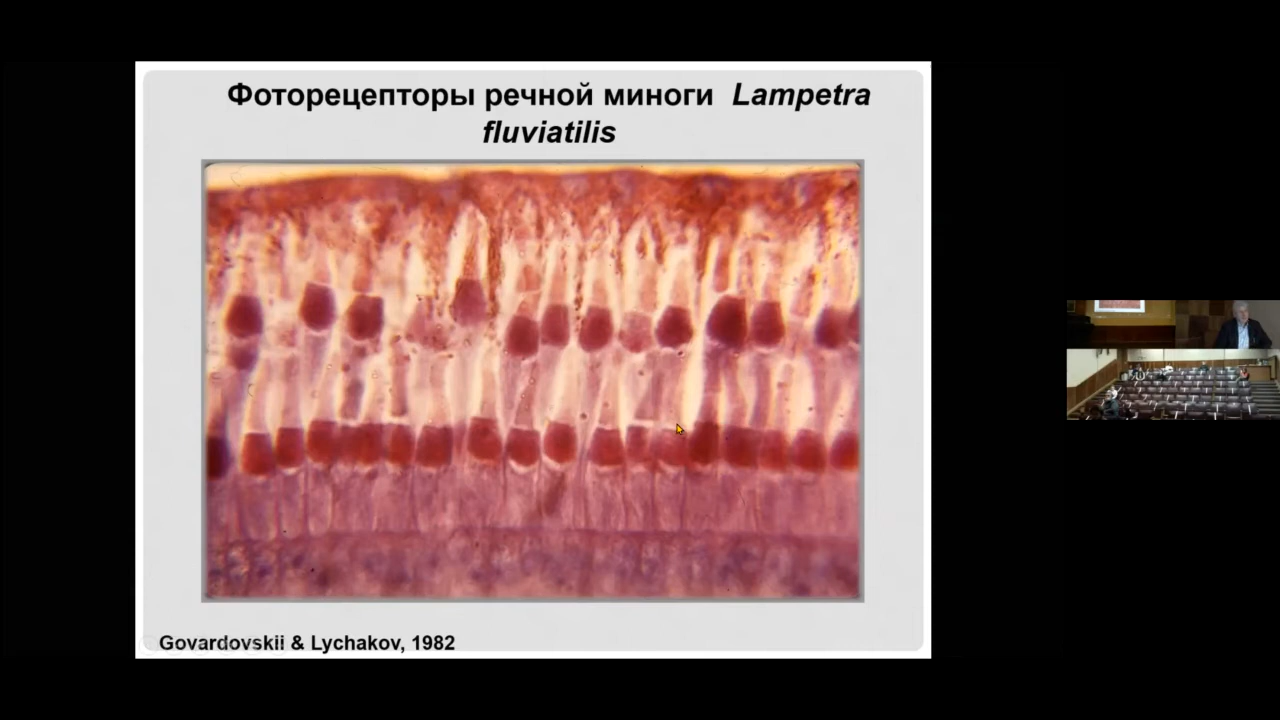 Фоторецепторы речной миноги Lampetra
fluviatilis
Govardovskii & Lychakov, 1982